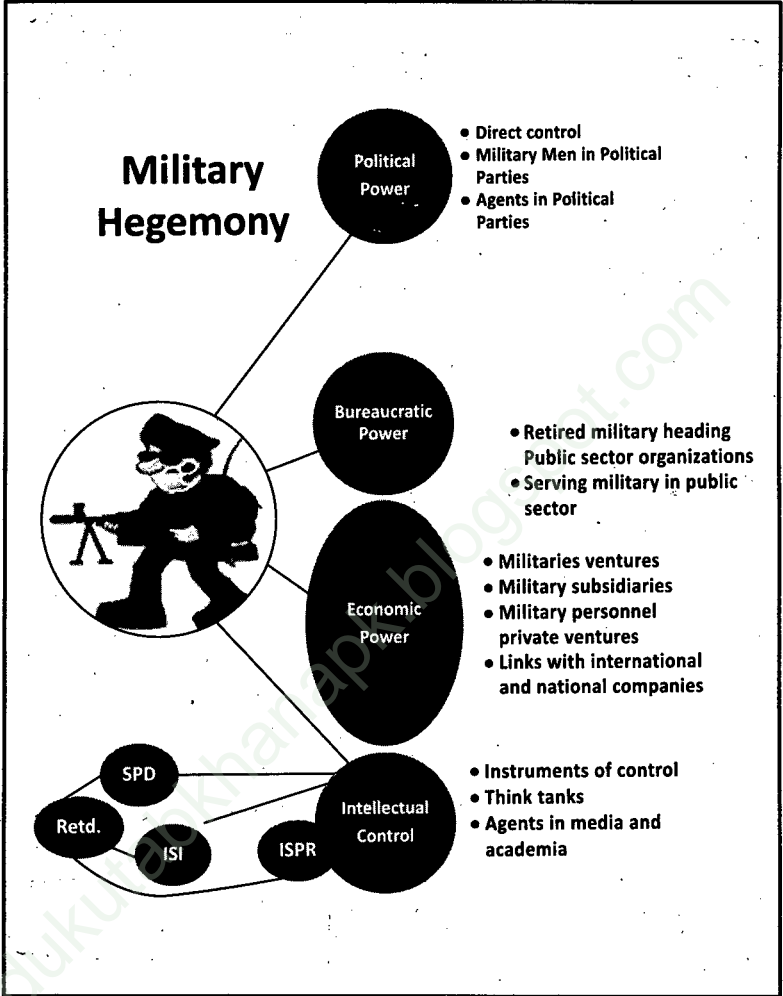 Military
Hegemony
Political
Power
• Direct control
• Military Men in Political
Parties
• Agents in Political
Parties
Bureaucratic
Power
• Retired military heading
Public sector organizations
• Serving military in public
sector
Economic
Power
• Militaries ventures
• Military subsidiaries
• Military personnel
private ventures
• Links with international
and national companies
SPD
Retd.
ISI
ISPR
Intellectual
Control
• Instruments of control
• Think tanks
• Agents in media and
academia
dukutabkhanapk.blogspot.com